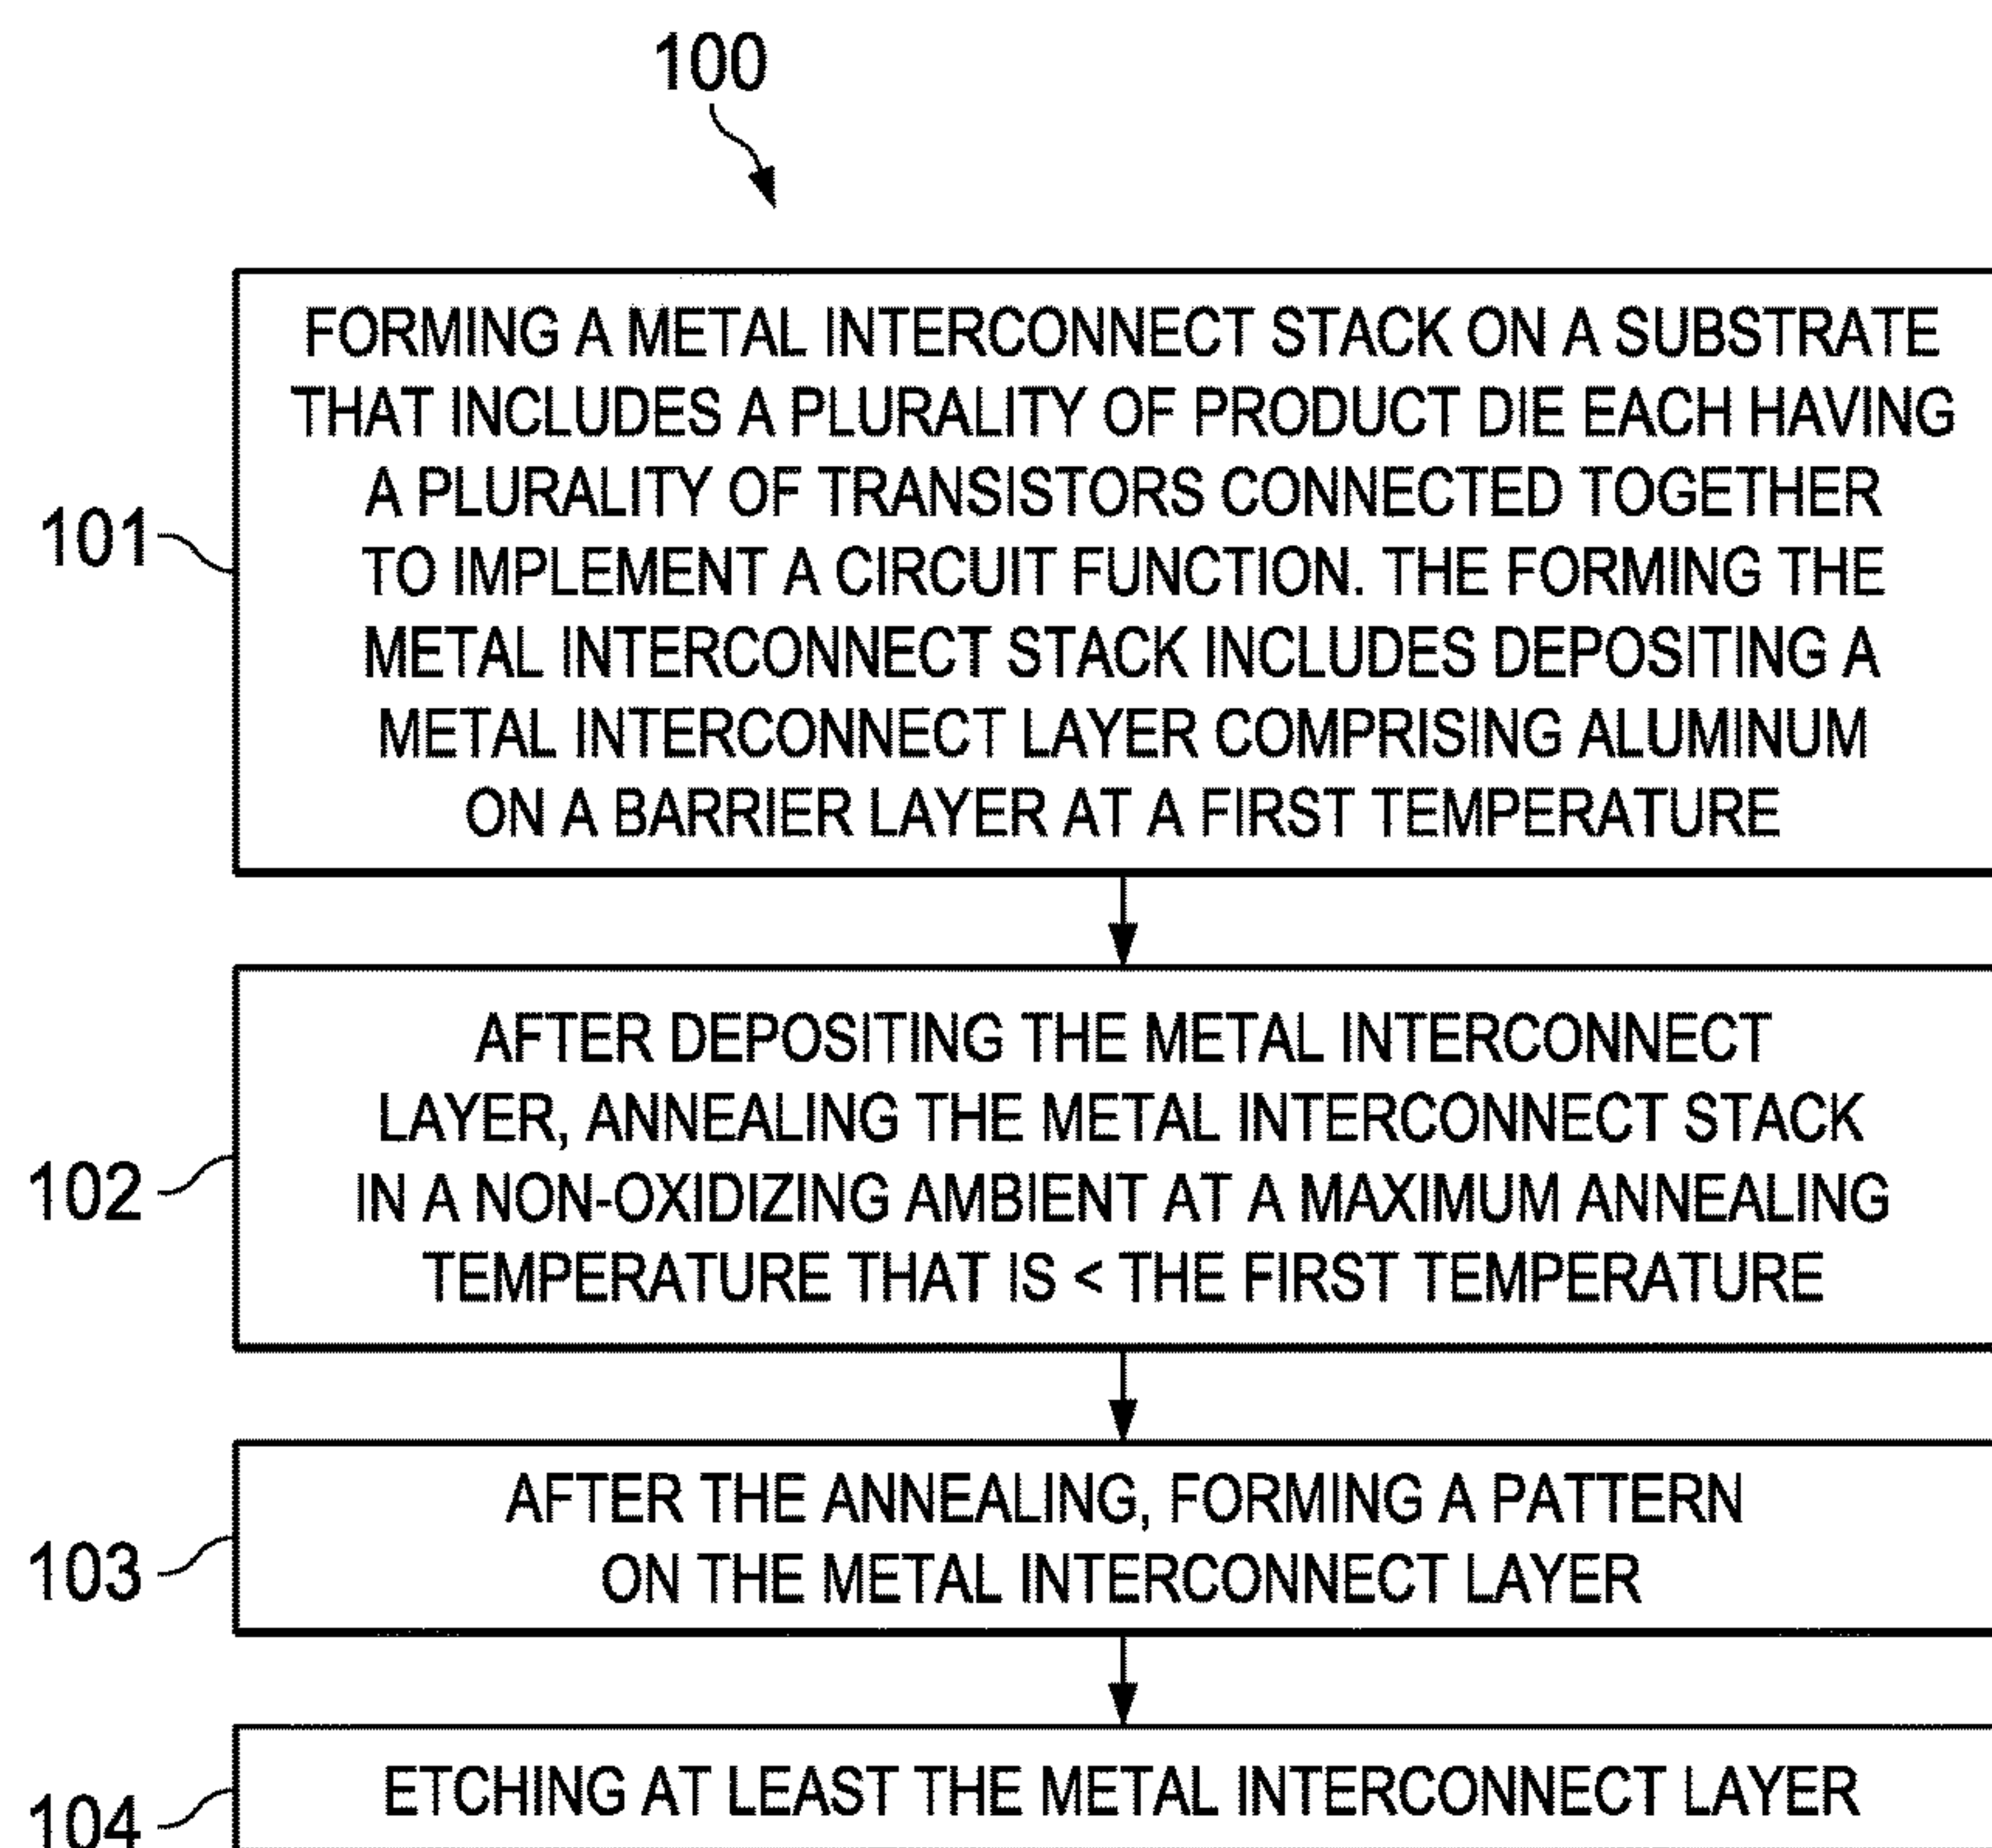 100
101
FORMING A METAL INTERCONNECT STACK ON A SUBSTRATE
THAT INCLUDES A PLURALITY OF PRODUCT DIE EACH HAVING
A PLURALITY OF TRANSISTORS CONNECTED TOGETHER
TO IMPLEMENT A CIRCUIT FUNCTION. THE FORMING THE
METAL INTERCONNECT STACK INCLUDES DEPOSITING A
METAL INTERCONNECT LAYER COMPRISING ALUMINUM
ON A BARRIER LAYER AT A FIRST TEMPERATURE
102
AFTER DEPOSITING THE METAL INTERCONNECT
LAYER, ANNEALING THE METAL INTERCONNECT STACK
IN A NON-OXIDIZING AMBIENT AT A MAXIMUM ANNEALING
TEMPERATURE THAT IS < THE FIRST TEMPERATURE
103
AFTER THE ANNEALING, FORMING A PATTERN
ON THE METAL INTERCONNECT LAYER
104
ETCHING AT LEAST THE METAL INTERCONNECT LAYER